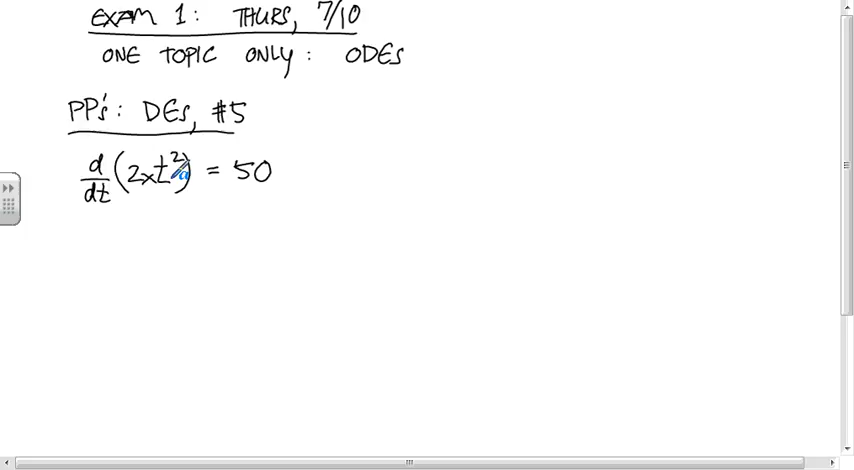 EXAM 1: THURS, 7/10
ONE TOPIC ONLY: ODES
PP's: DEs, #5
d/dt (2xt²) = 50